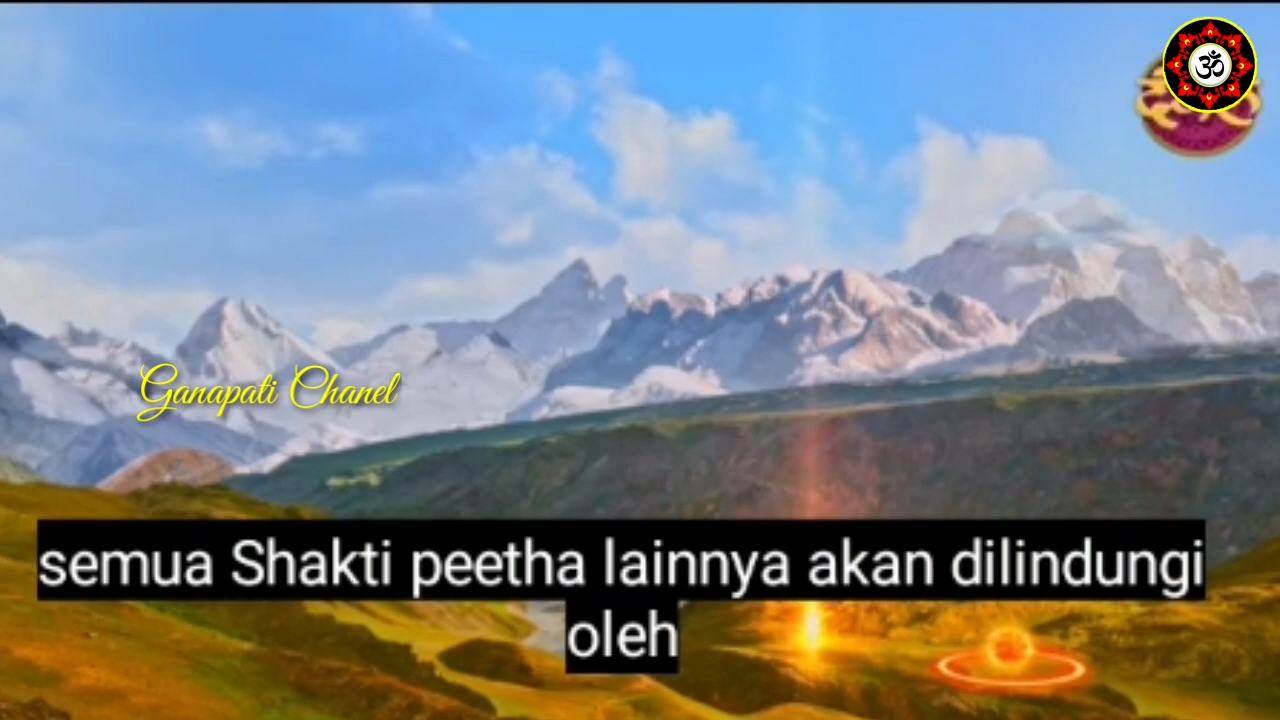 ॐ
Ganapati Chanel
semua Shakti peetha lainnya akan dilindungi
oleh